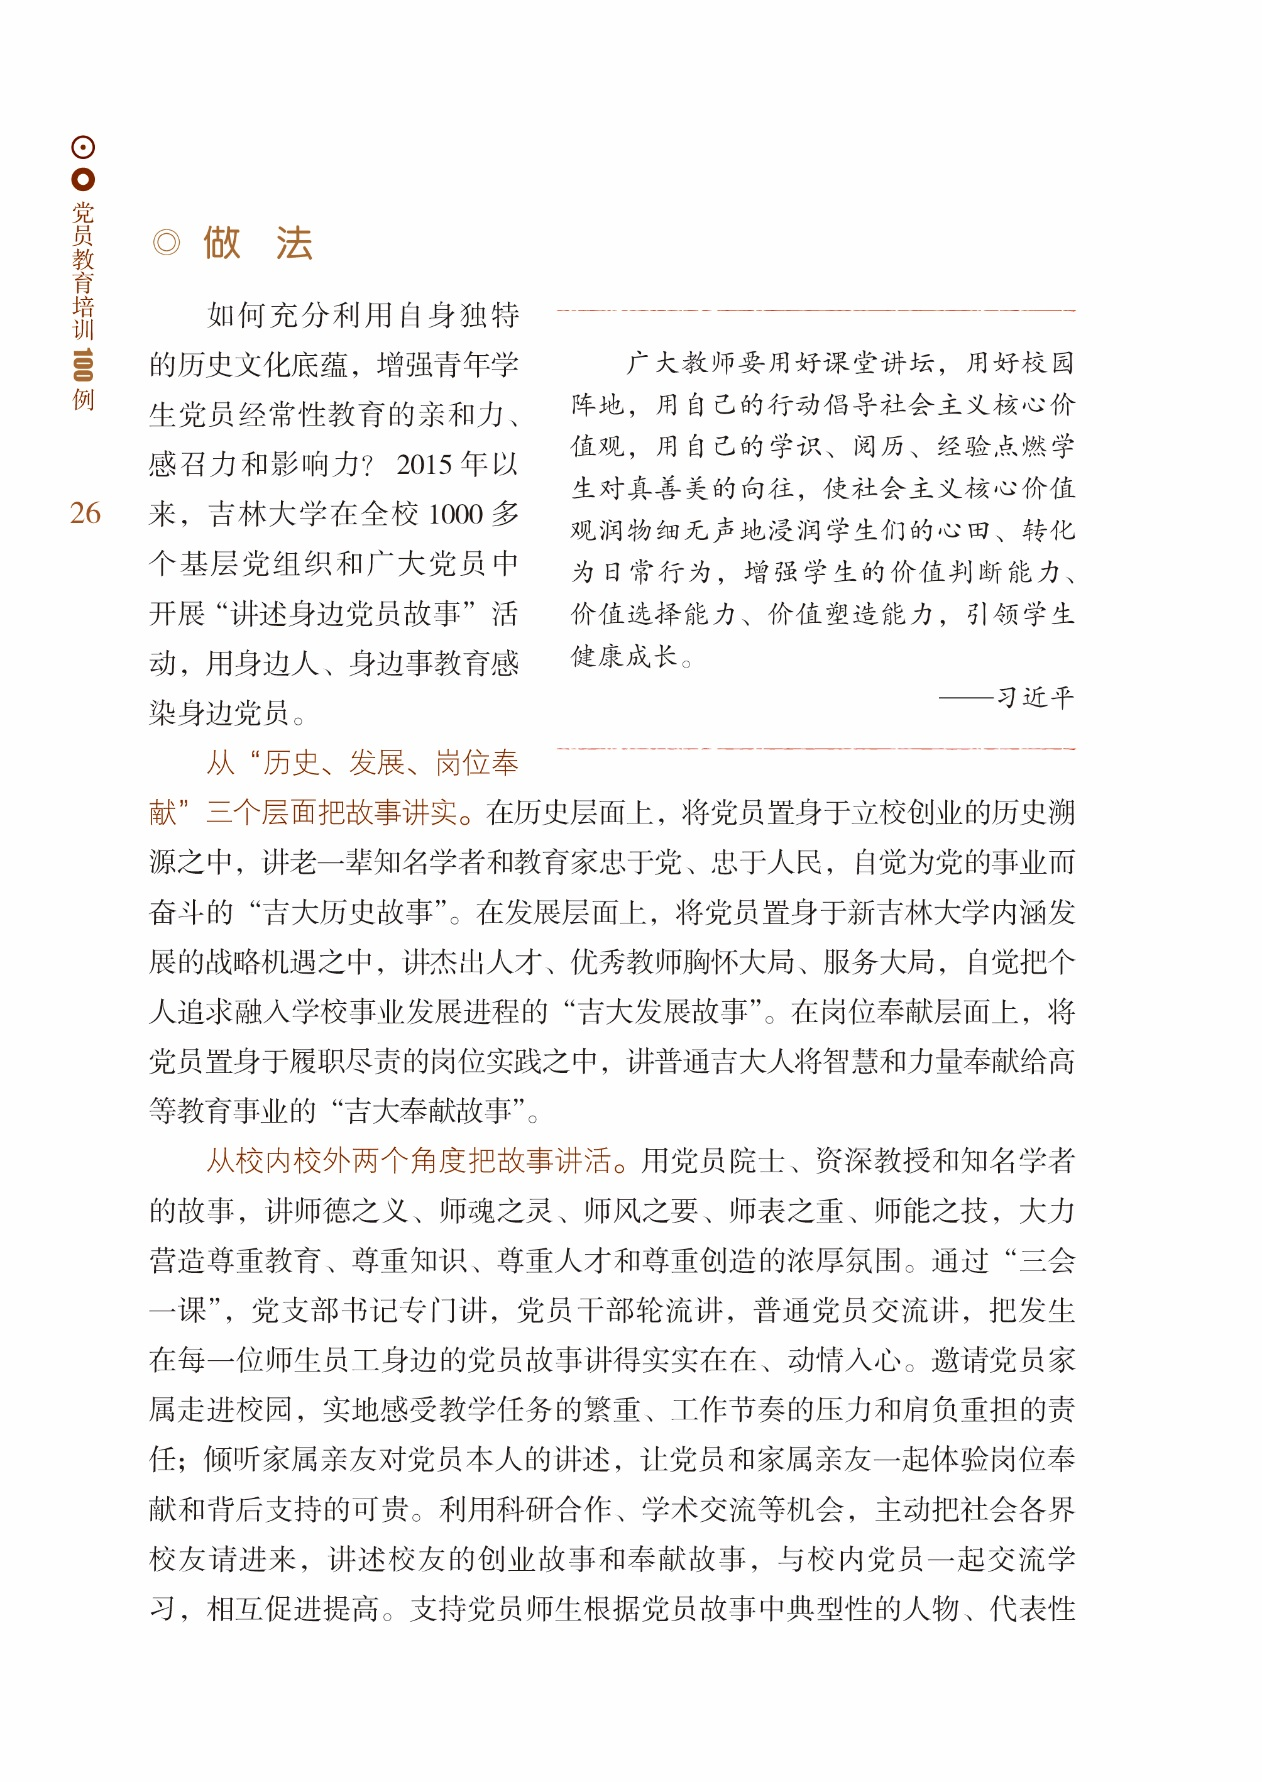 党员教育培训100例
26
做 法
如何充分利用自身独特
的历史文化底蕴，增强青年学
生党员经常性教育的亲和力、
感召力和影响力？ 2015 年以
来，吉林大学在全校 1000 多
个基层党组织和广大党员中
开展“讲述身边党员故事”活
动，用身边人、身边事教育感
染身边党员。
广大教师要用好课堂讲坛，用好校园
阵地，用自己的行动倡导社会主义核心价
值观，用自己的学识、阅历、经验点燃学
生对真善美的向往，使社会主义核心价值
观润物细无声地浸润学生们的心田、转化
为日常行为，增强学生的价值判断能力、
价值选择能力、价值塑造能力，引领学生
健康成长。
——习近平
从“历史、发展、岗位奉
献”三个层面把故事讲实。在历史层面上，将党员置身于立校创业的历史溯
源之中，讲老一辈知名学者和教育家忠于党、忠于人民，自觉为党的事业而
奋斗的“吉大历史故事”。在发展层面上，将党员置身于新吉林大学内涵发
展的战略机遇之中，讲杰出人才、优秀教师胸怀大局、服务大局，自觉把个
人追求融入学校事业发展进程的“吉大发展故事”。在岗位奉献层面上，将
党员置身于履职尽责的岗位实践之中，讲普通吉大人将智慧和力量奉献给高
等教育事业的“吉大奉献故事”。
从校内校外两个角度把故事讲活。用党员院士、资深教授和知名学者
的故事，讲师德之义、师魂之灵、师风之要、师表之重、师能之技，大力
营造尊重教育、尊重知识、尊重人才和尊重创造的浓厚氛围。通过“三会
一课”，党支部书记专门讲，党员干部轮流讲，普通党员交流讲，把发生
在每一位师生员工身边的党员故事讲得实实在在、动情入心。邀请党员家
属走进校园，实地感受教学任务的繁重、工作节奏的压力和肩负重担的责
任；倾听家属亲友对党员本人的讲述，让党员和家属亲友一起体验岗位奉
献和背后支持的可贵。利用科研合作、学术交流等机会，主动把社会各界
校友请进来，讲述校友的创业故事和奉献故事，与校内党员一起交流学
习，相互促进提高。支持党员师生根据党员故事中典型性的人物、代表性